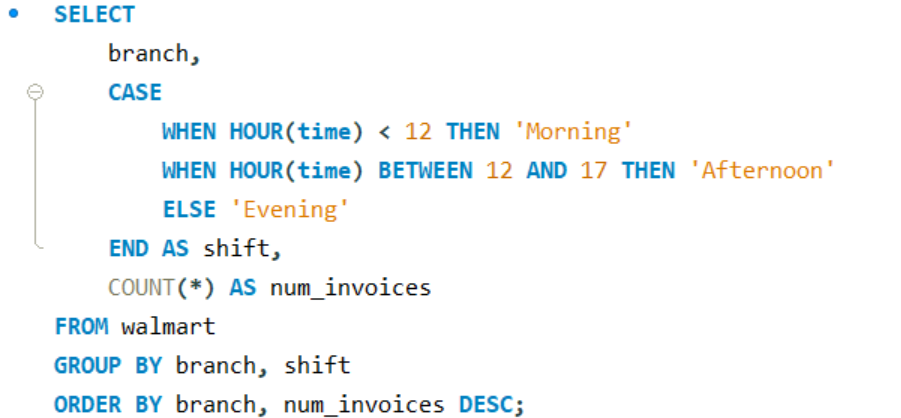 SELECT
branch,
CASE
WHEN HOUR(time) < 12 THEN 'Morning'
WHEN HOUR(time) BETWEEN 12 AND 17 THEN 'Afternoon'
ELSE 'Evening'
END AS shift,
COUNT(*) AS num_invoices
FROM walmart
GROUP BY branch, shift
ORDER BY branch, num_invoices DESC;